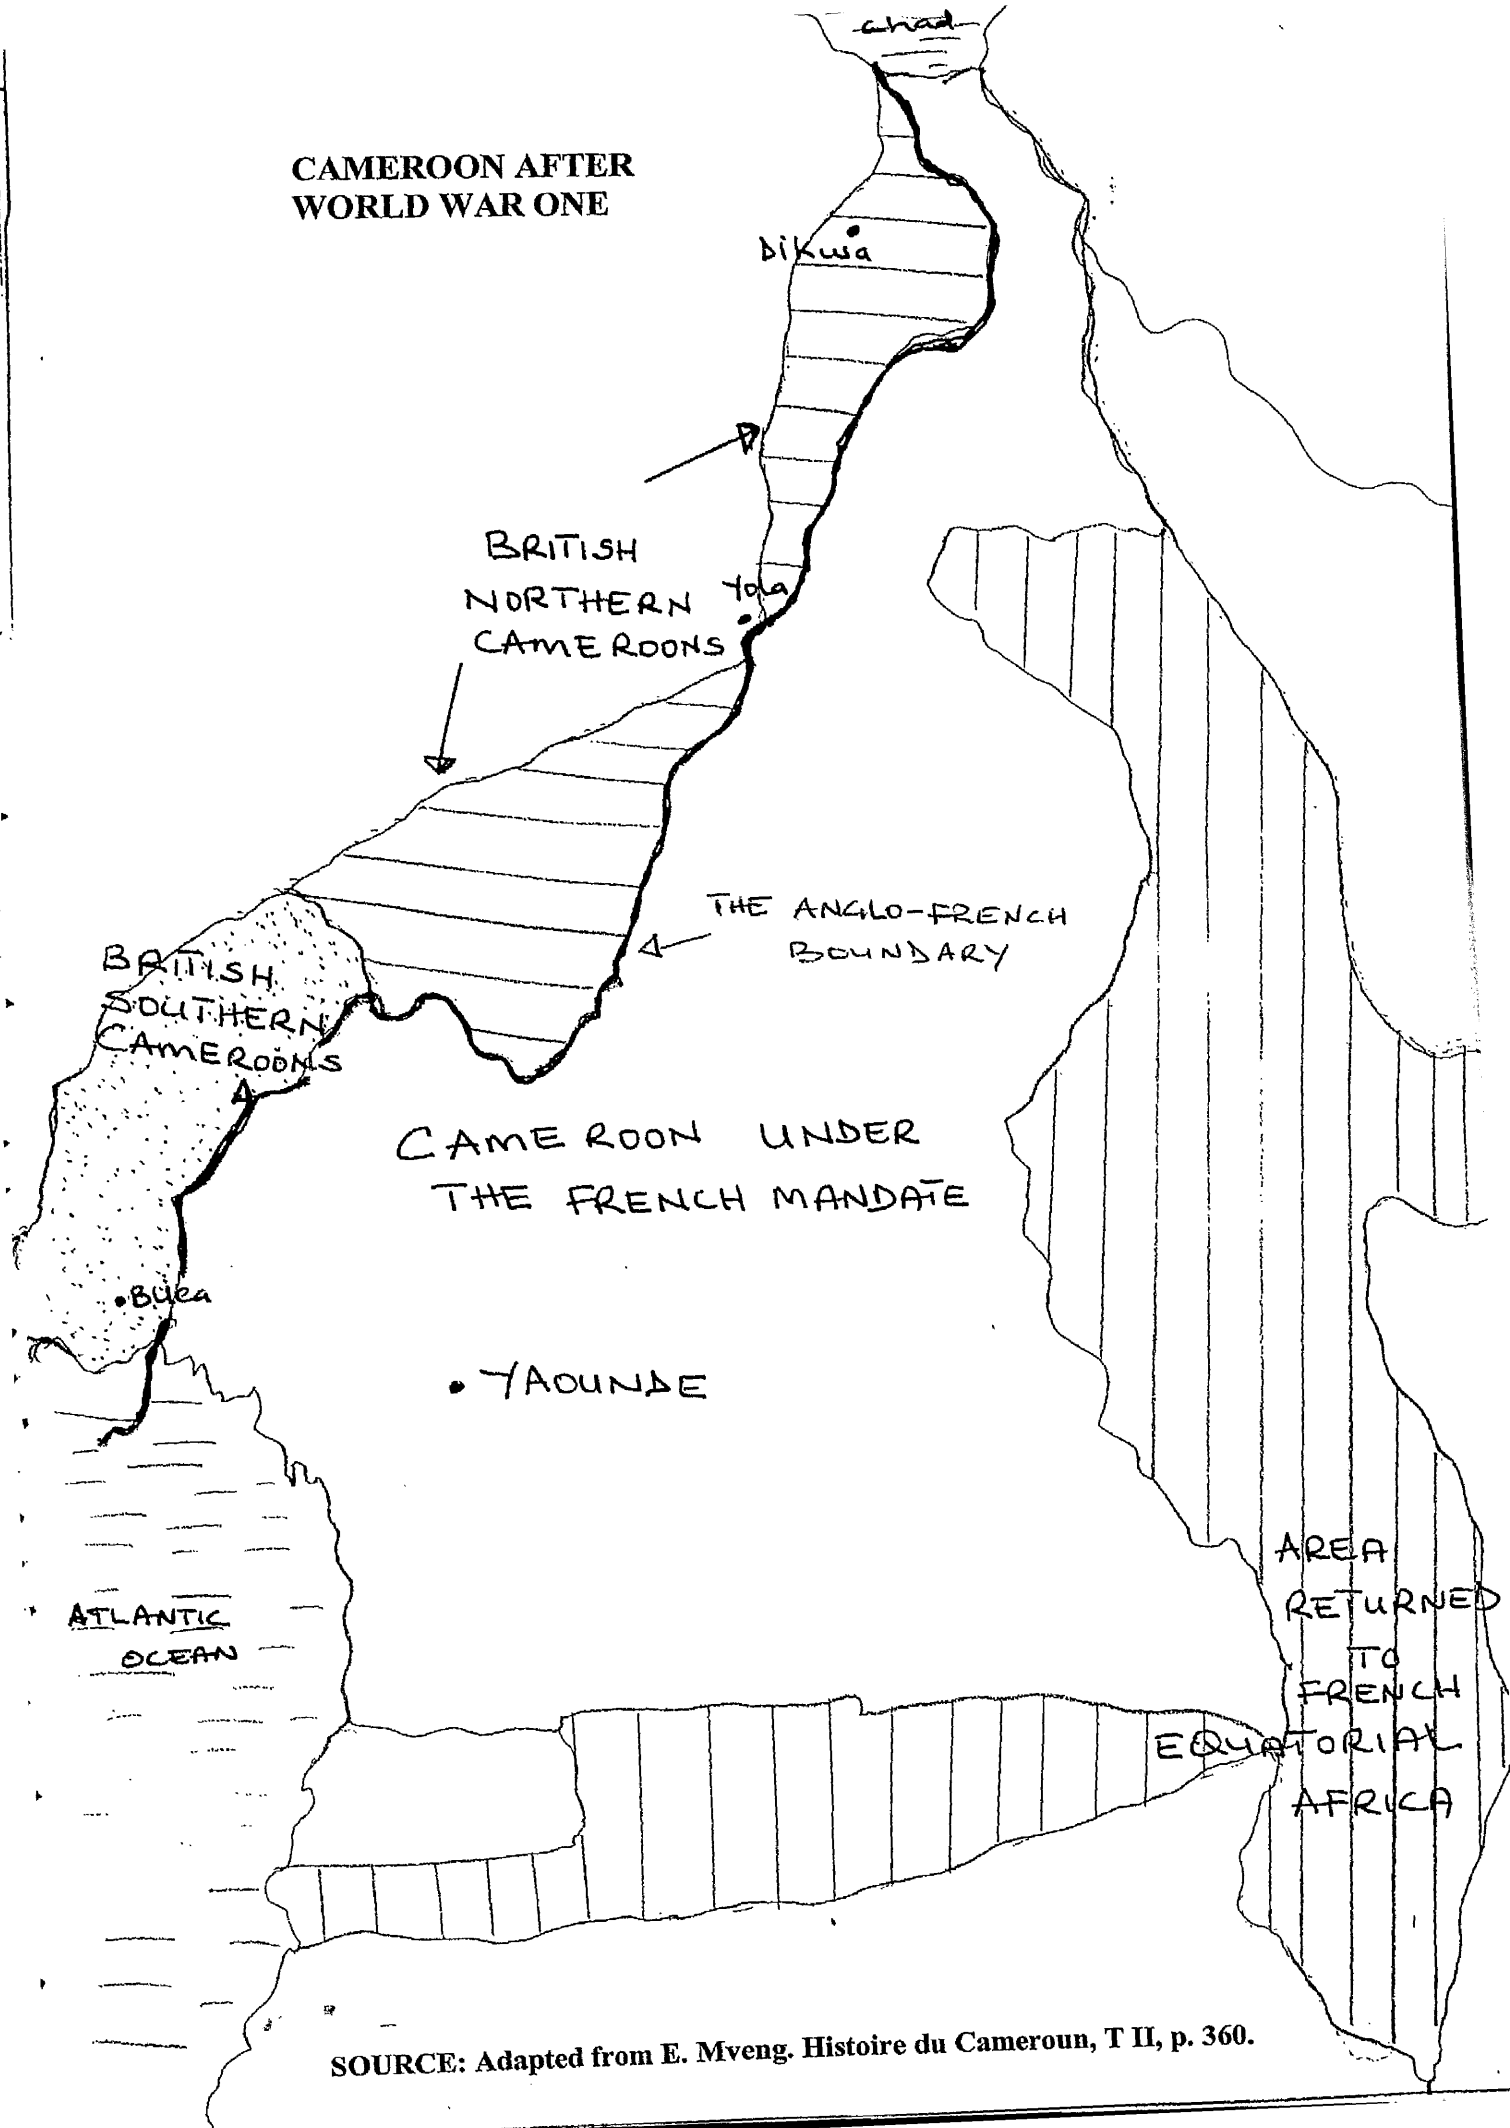 chad
CAMEROON AFTER
WORLD WAR ONE
Dikwa
BRITISH
NORTHERN
CAMEROONS
Yola
THE ANGLO-FRENCH
BOUNDARY
BRITISH
SOUTHERN
CAMEROONS
CAMEROON UNDER
THE FRENCH MANDATE
Buea
YAOUNDE
AREA
RETURNED
TO
FRENCH
EQUATORIAL
AFRICA
ATLANTIC
OCEAN
SOURCE: Adapted from E. Mveng. Histoire du Cameroun, T II, p. 360.